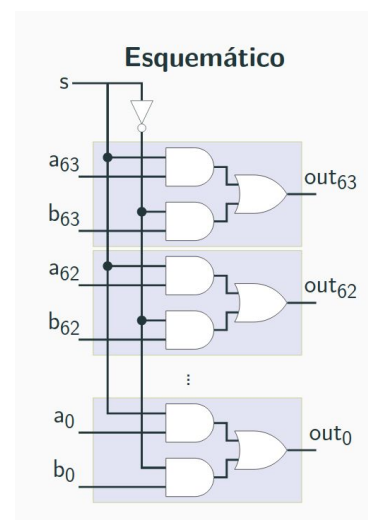 Esquemático
s
a63
out63
b63
a62
out62
b62
...
a0
out0
b0